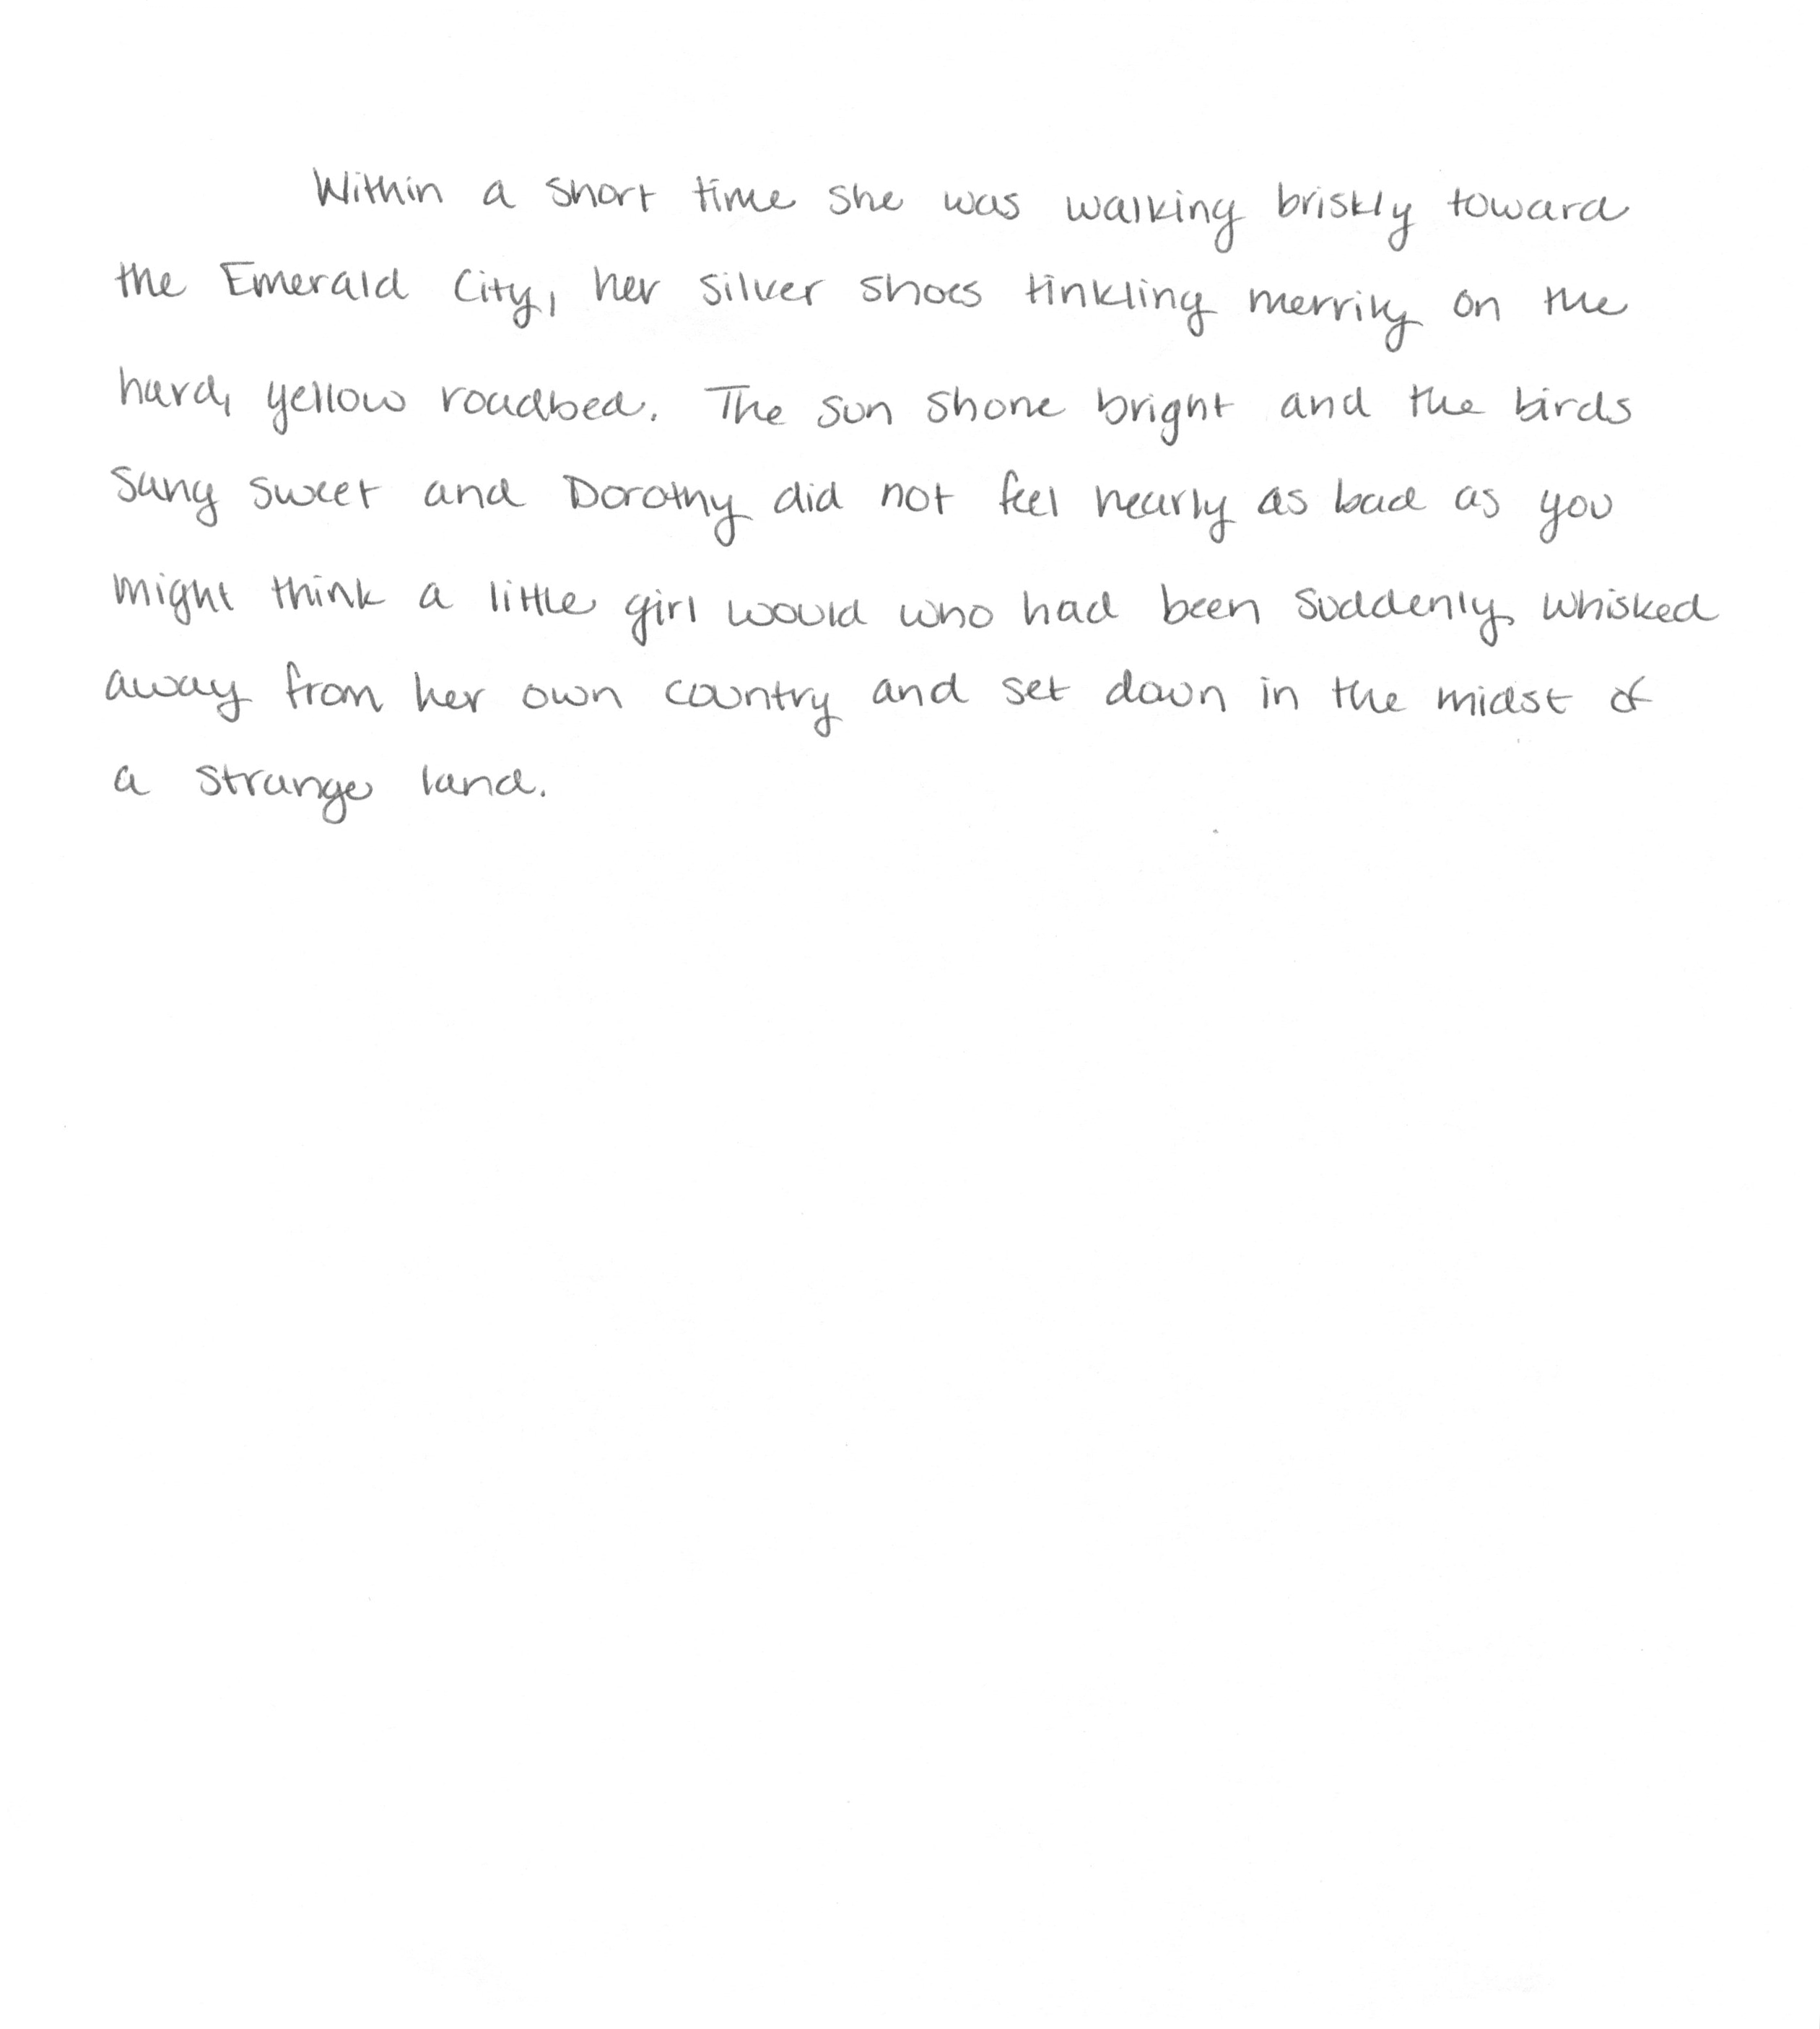 Within a short time she was walking briskly toward
the Emerald City, her silver shoes tinkling merrily on the
hard, yellow roadbed. The sun shone bright and the birds
sang sweet and Dorothy did not feel nearly as bad as you
might think a little girl would who had been suddenly whisked
away from her own country and set down in the midst of
a strange land.